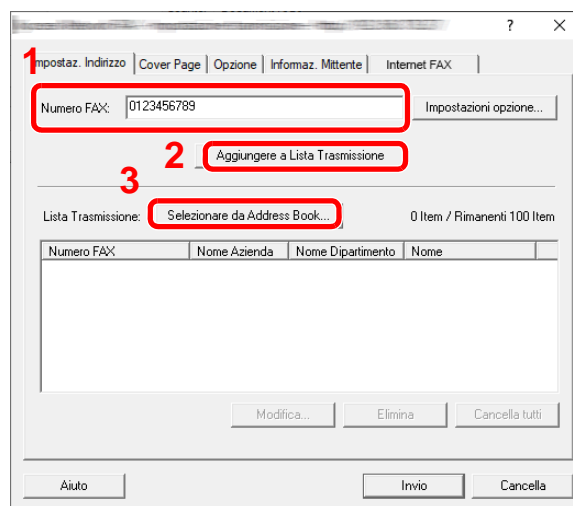 ?
1
Impostaz. Indirizzo Cover Page Opzione Informaz. Mittente Internet FAX
Numero FAX: 0123456789 Impostazioni opzione...
2 Aggiungere a Lista Trasmissione
3
Lista Trasmissione: Selezionare da Address Book... 0 Item / Rimanenti 100 Item
Numero FAX Nome Azienda Nome Dipartimento Nome
Modifica... Elimina Cancella tutti
Aiuto Invio Cancella